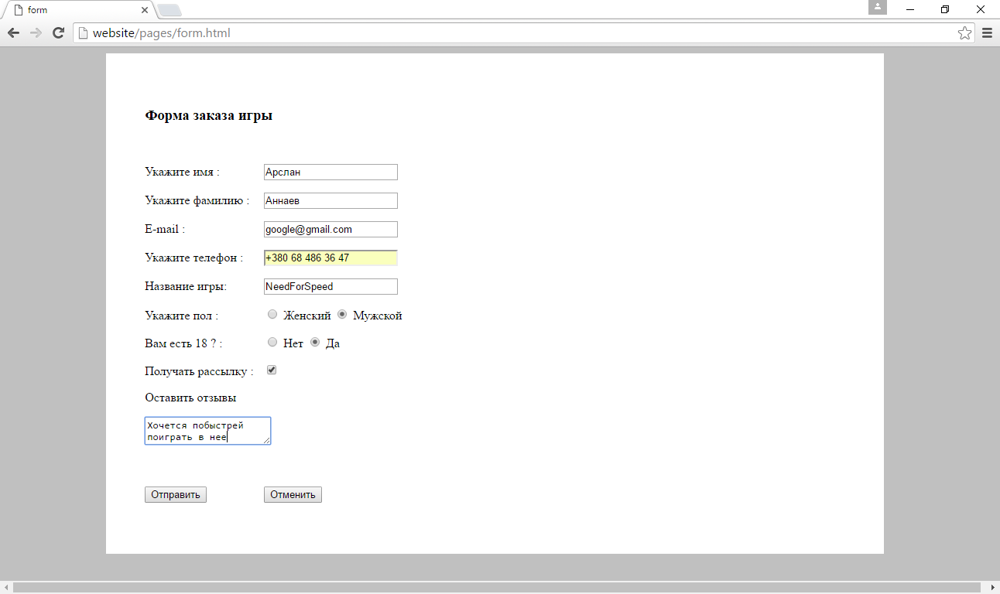 form
website/pages/form.html
Форма заказа игры
Укажите имя : Арслан
Укажите фамилию : Аннаев
E-mail : google@gmail.com
Укажите телефон : +380 68 486 36 47
Название игры: NeedForSpeed
Укажите пол : Женский Мужской
Вам есть 18 ? : Нет Да
Получать рассылку :
Оставить отзывы
Хочется побыстрей
поиграть в нее
Отправить Отменить